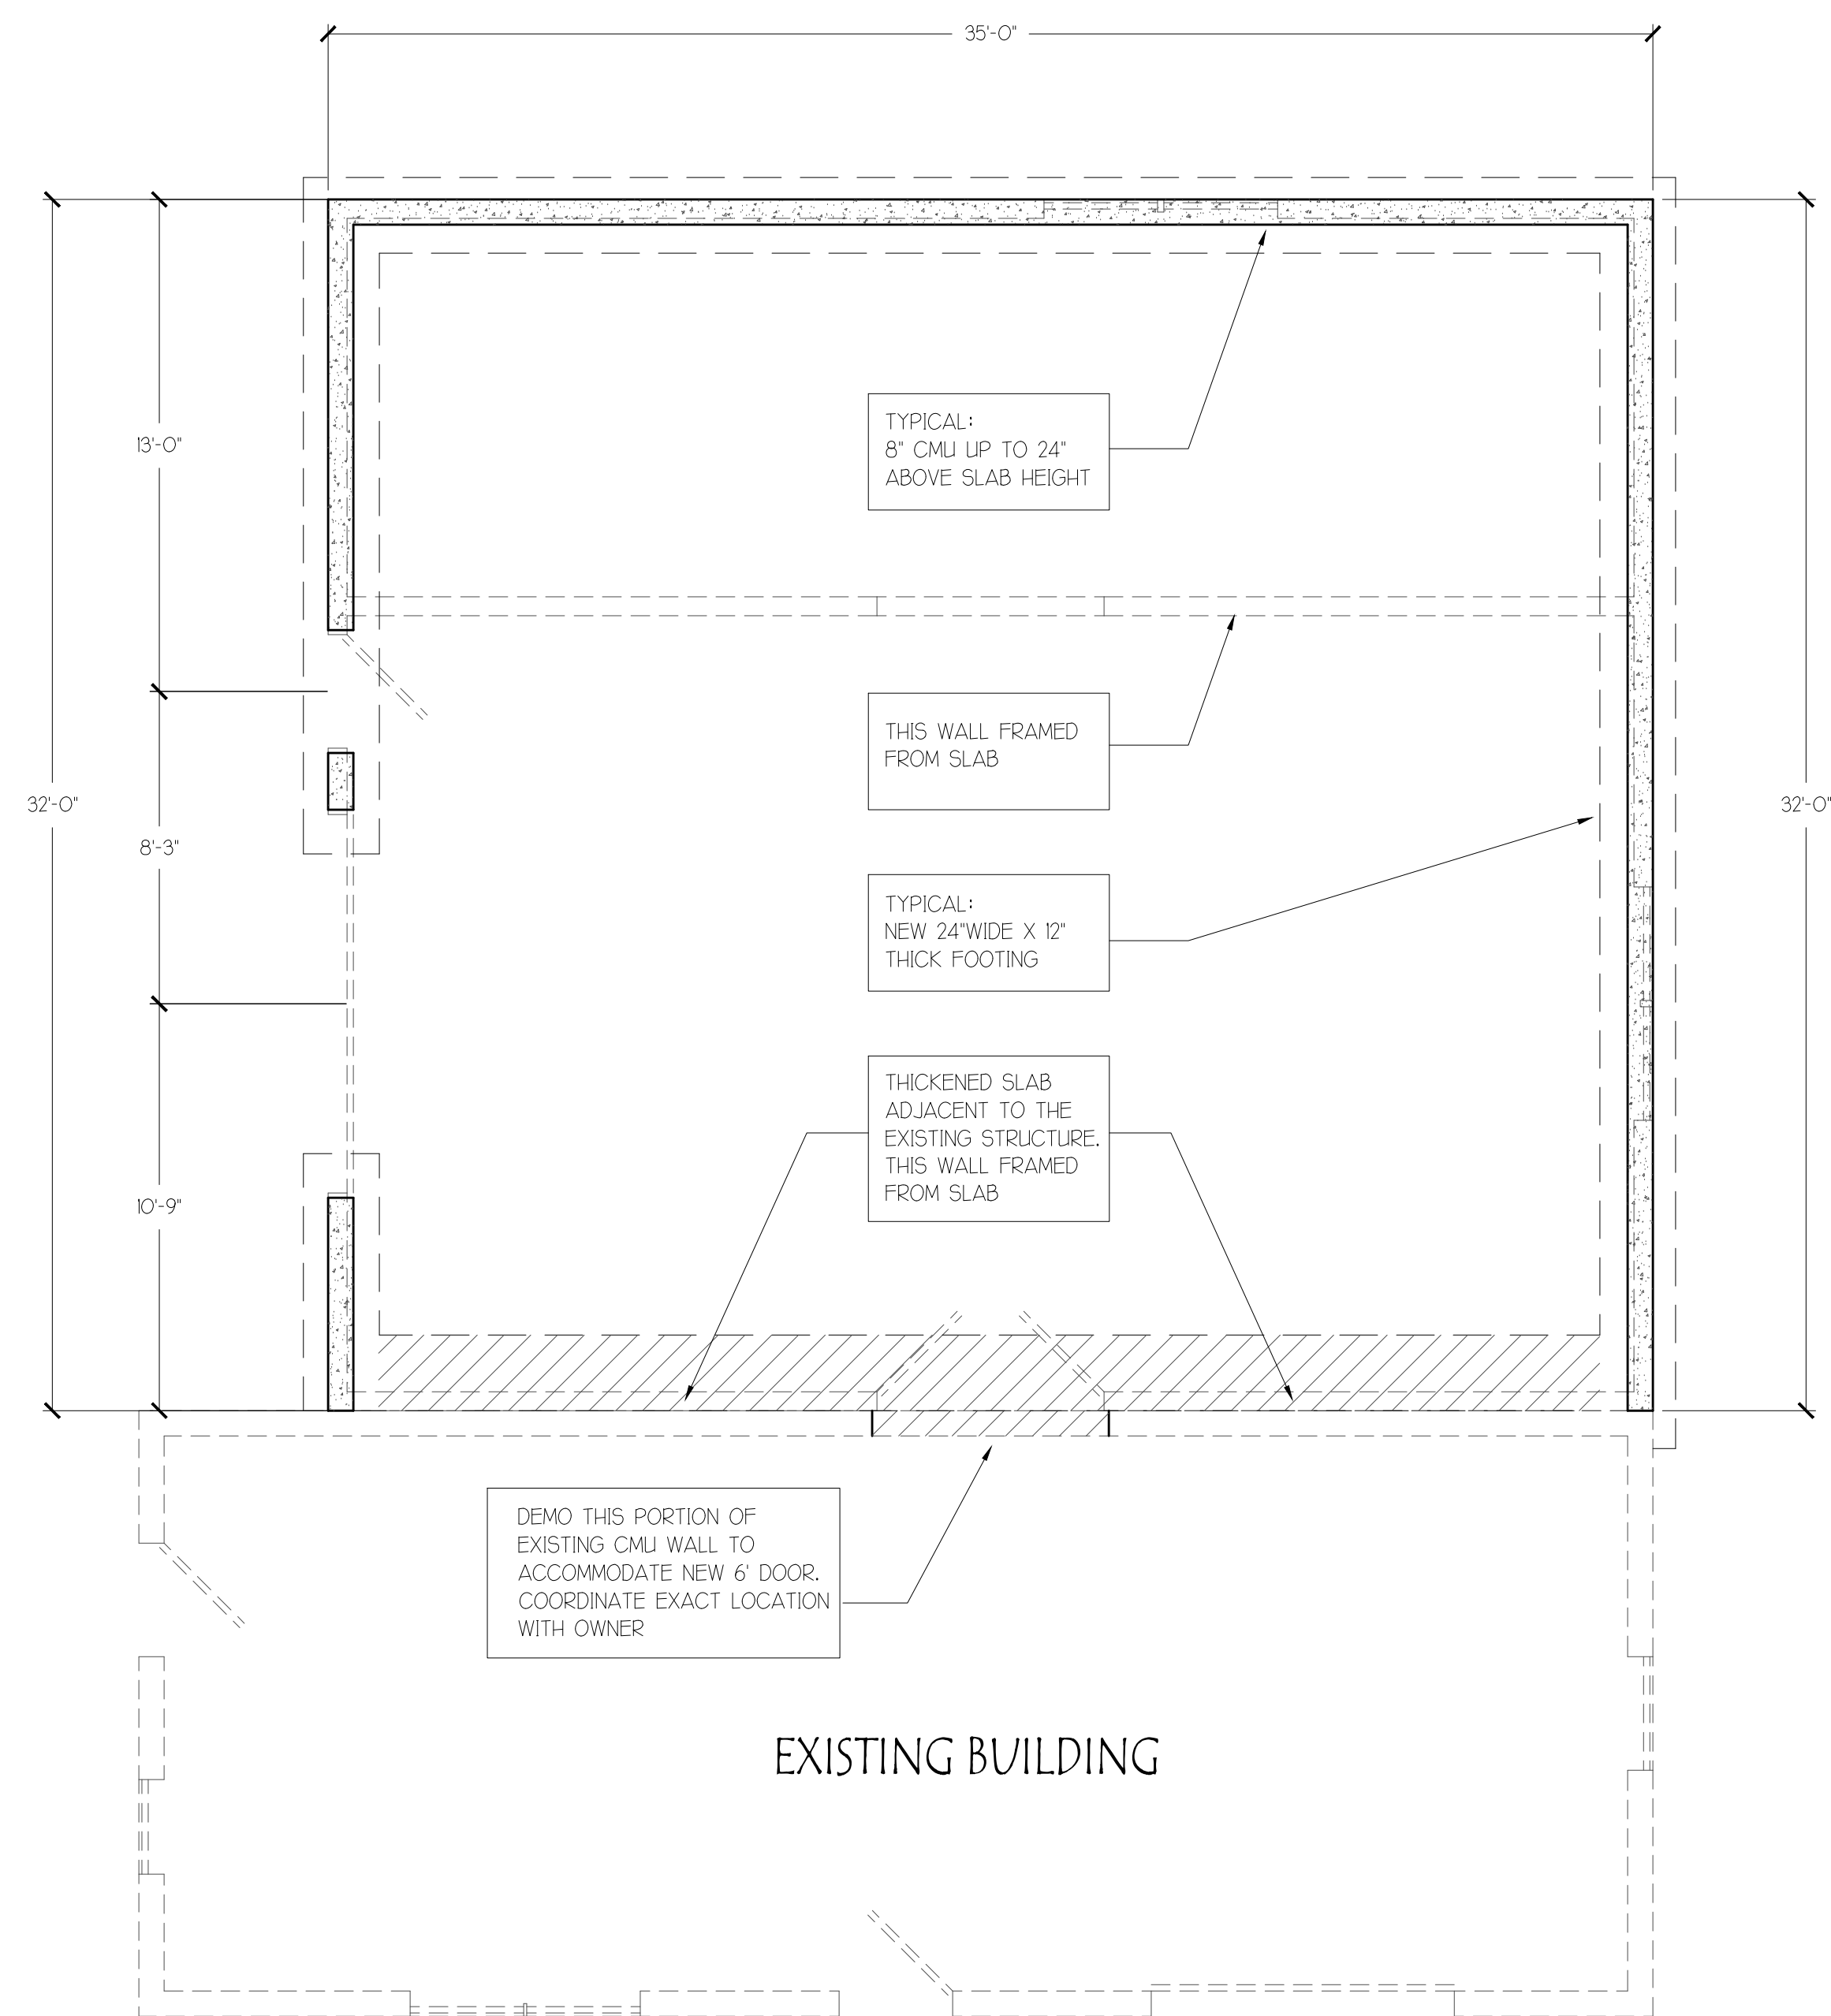 35'-0"
13'-0"
TYPICAL:
8" CMU UP TO 24"
ABOVE SLAB HEIGHT
THIS WALL FRAMED
FROM SLAB
32'-0"
32'-0"
8'-3"
TYPICAL:
NEW 24"WIDE X 12"
THICK FOOTING
THICKENED SLAB
ADJACENT TO THE
EXISTING STRUCTURE.
THIS WALL FRAMED
FROM SLAB
10'-9"
DEMO THIS PORTION OF
EXISTING CMU WALL TO
ACCOMMODATE NEW 6' DOOR.
COORDINATE EXACT LOCATION
WITH OWNER
EXISTING BUILDING